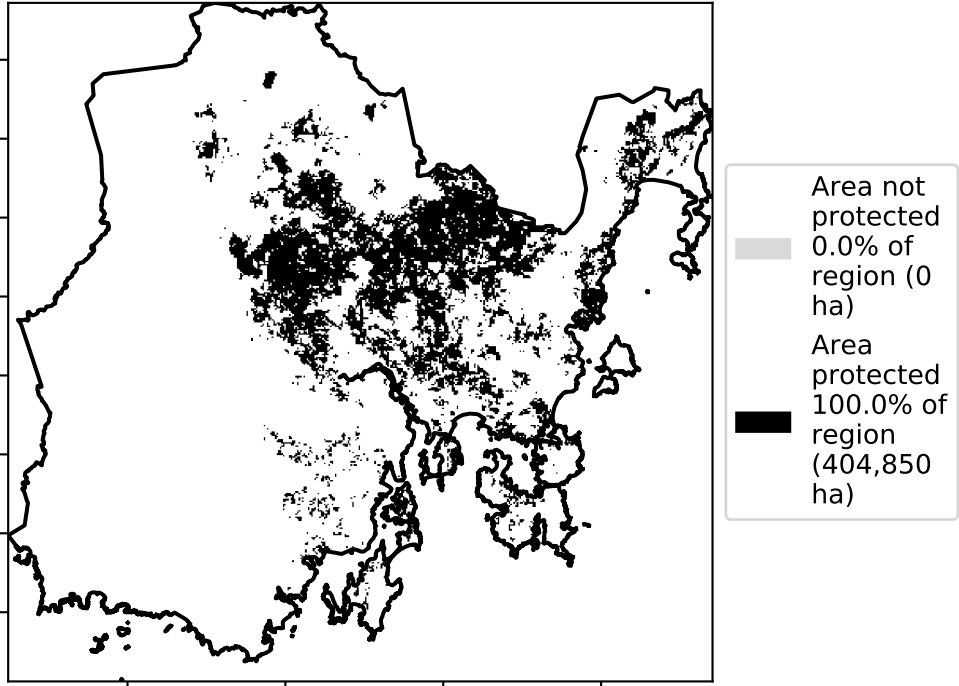 Area not
protected
0.0% of
region (0
ha)
Area
protected
100.0% of
region
(404,850
ha)